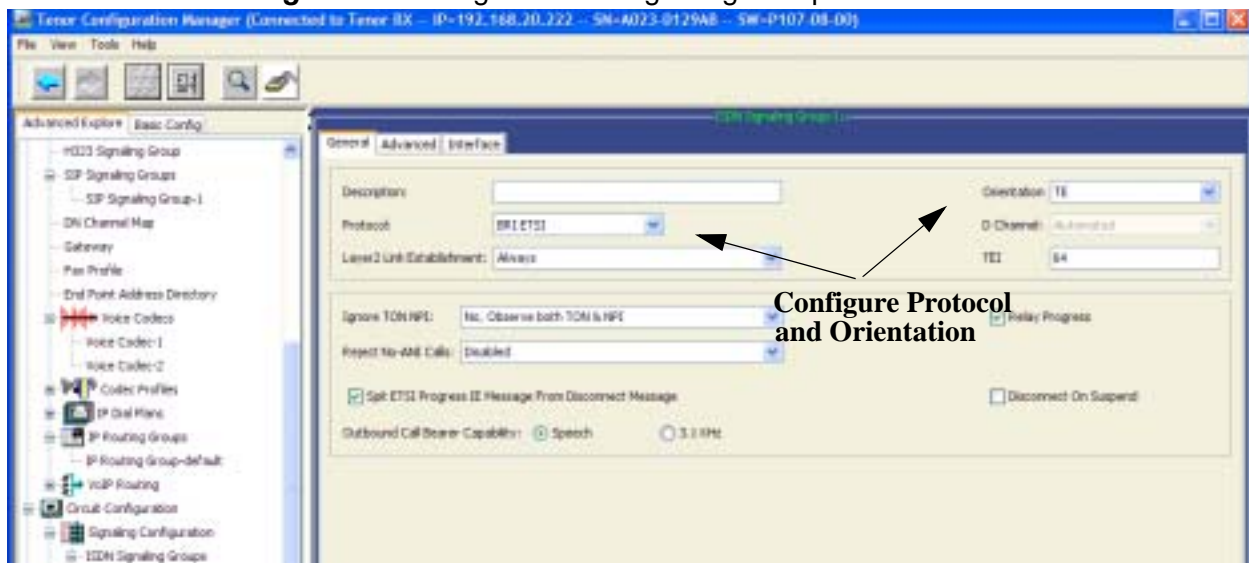 Tenor Configuration Manager (Connected to Tenor BX -- IP-192.168.20.222 -- SN-A023-0129AB -- SW-P107-08-00)
File View Tools Help
Advanced Explore Basic Config
H323 Signaling Group
SIP Signaling Groups
SIP Signaling Group-1
DN Channel Map
Gateway
Fax Profile
End Point Address Directory
Voice Codecs
Voice Codec-1
Voice Codec-2
Codec Profiles
IP Dial Plans
IP Routing Groups
IP Routing Group-default
VoIP Routing
Circuit Configuration
Signaling Configuration
ISDN Signaling Groups
ISDN Signaling Group-1
General Advanced Interface
Description:
Orientation: TE
Protocol: BRI ETSI
D Channel: Automated
Layer2 Link Establishment: Always
TEI 64
Configure Protocol
and Orientation
Ignore TON NPI: No, Observe both TON & NPI
Relay Progress
Reject No-ANI Calls: Disabled
Split ETSI Progress IE Message From Disconnect Message
Disconnect On Suspend
Outbound Call Bearer Capability: Speech 3.1 KHz